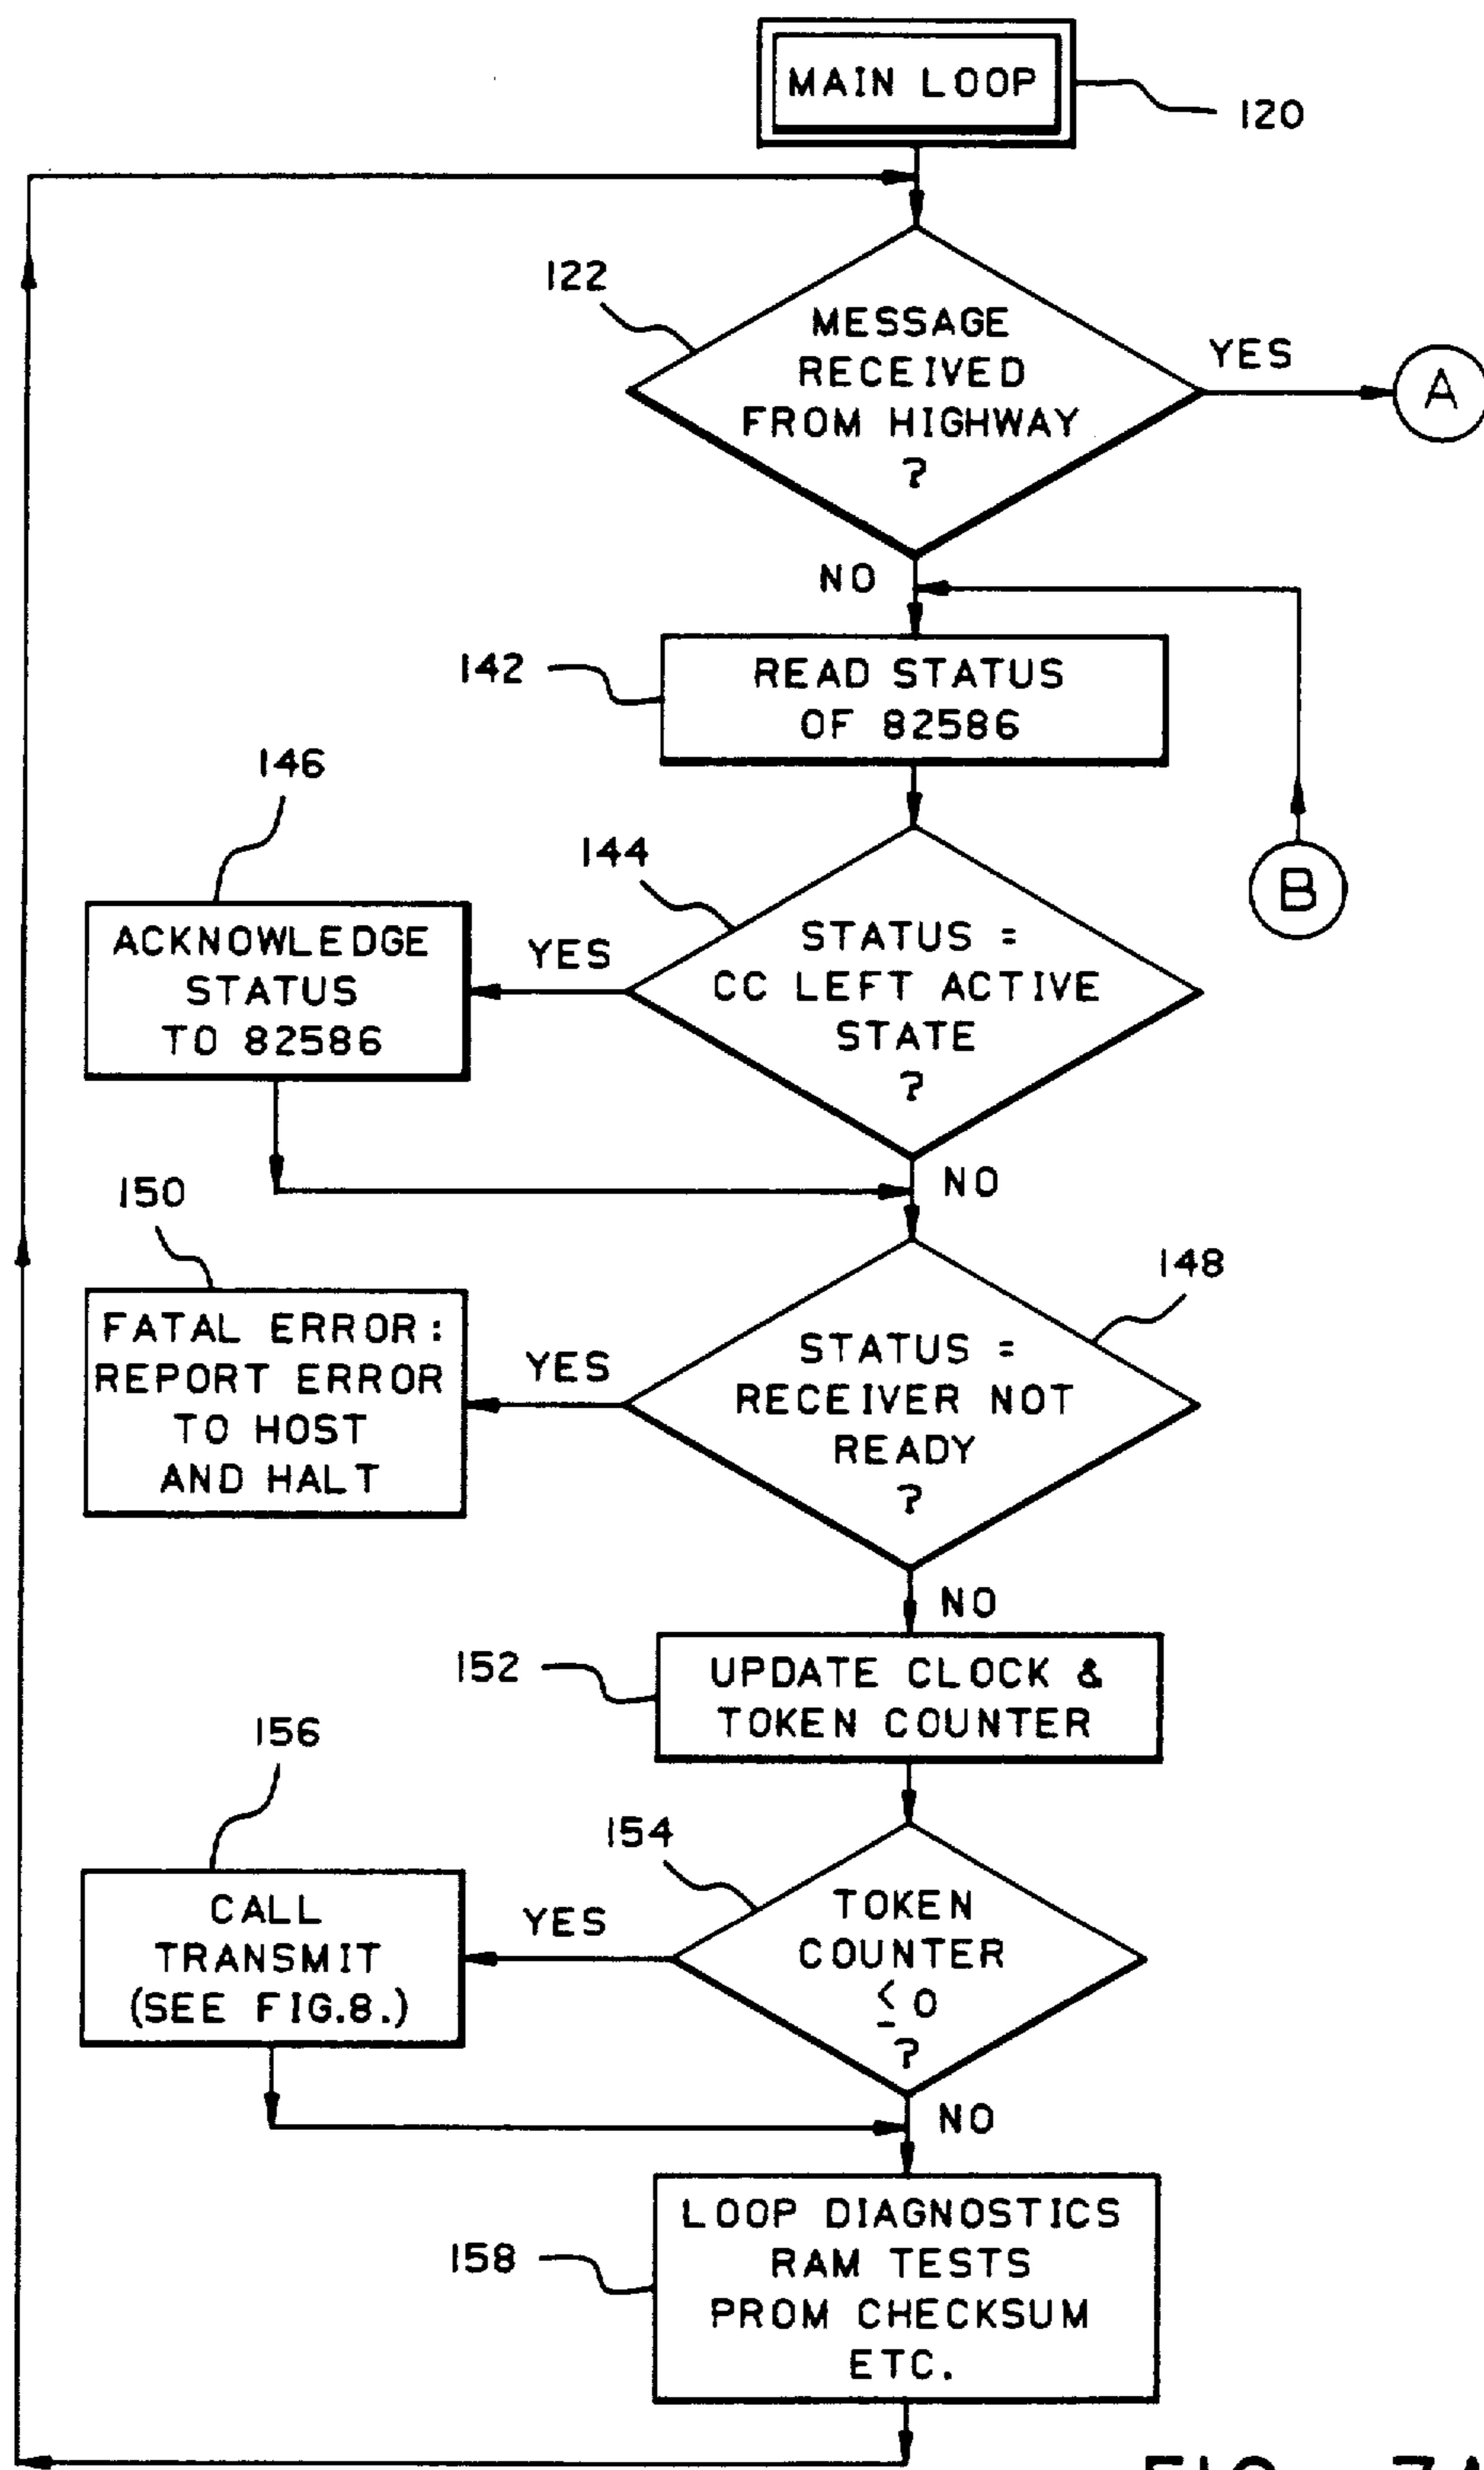 MAIN LOOP
120
122
MESSAGE
RECEIVED
FROM HIGHWAY
?
YES
A
NO
142
READ STATUS
OF 82586
146
144
B
ACKNOWLEDGE
STATUS
TO 82586
YES
STATUS =
CC LEFT ACTIVE
STATE
?
NO
150
148
FATAL ERROR:
REPORT ERROR
TO HOST
AND HALT
YES
STATUS =
RECEIVER NOT
READY
?
NO
152
UPDATE CLOCK &
TOKEN COUNTER
156
154
CALL
TRANSMIT
(SEE FIG.8.)
YES
TOKEN
COUNTER
≤ 0
?
NO
158
LOOP DIAGNOSTICS
RAM TESTS
PROM CHECKSUM
ETC.
FIG. 7A